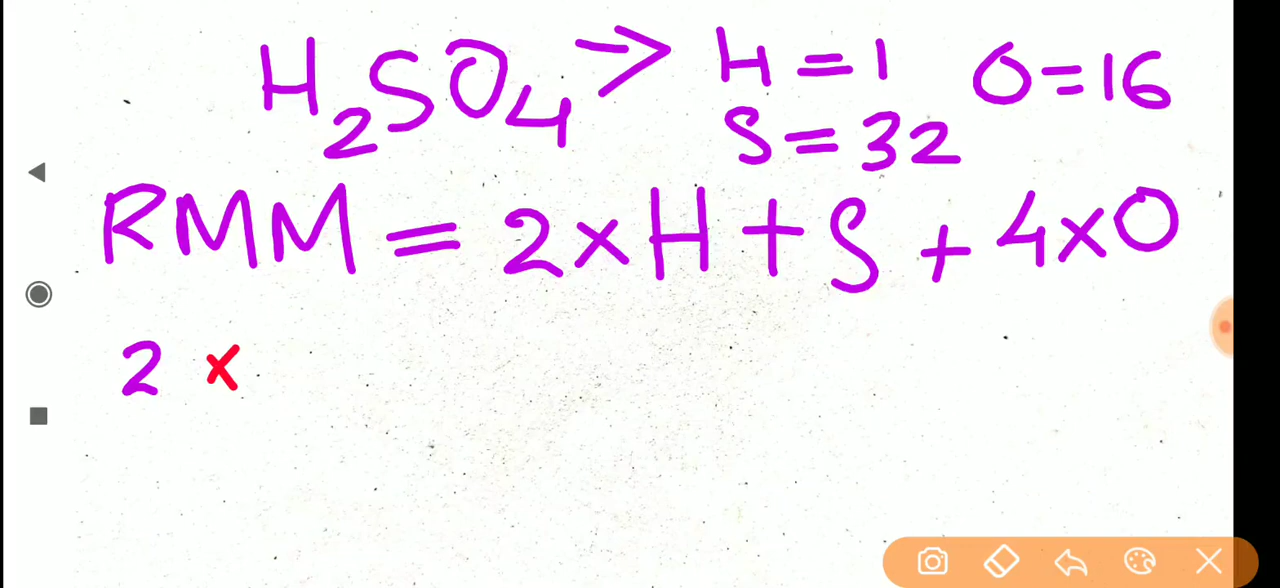 H₂SO₄ → H = 1 O = 16
S = 32
RMM = 2 × H + S + 4 × O
2 ×